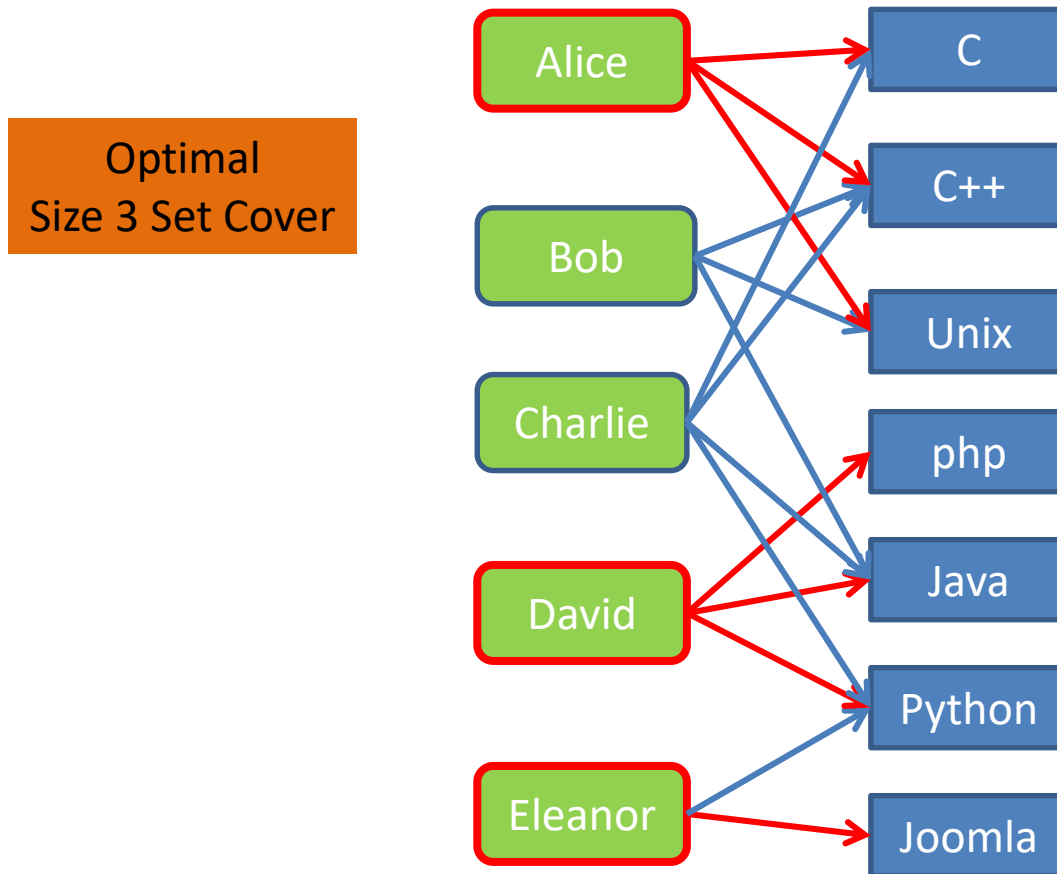 Optimal
Size 3 Set Cover
Alice
Bob
Charlie
David
Eleanor
C
C++
Unix
php
Java
Python
Joomla